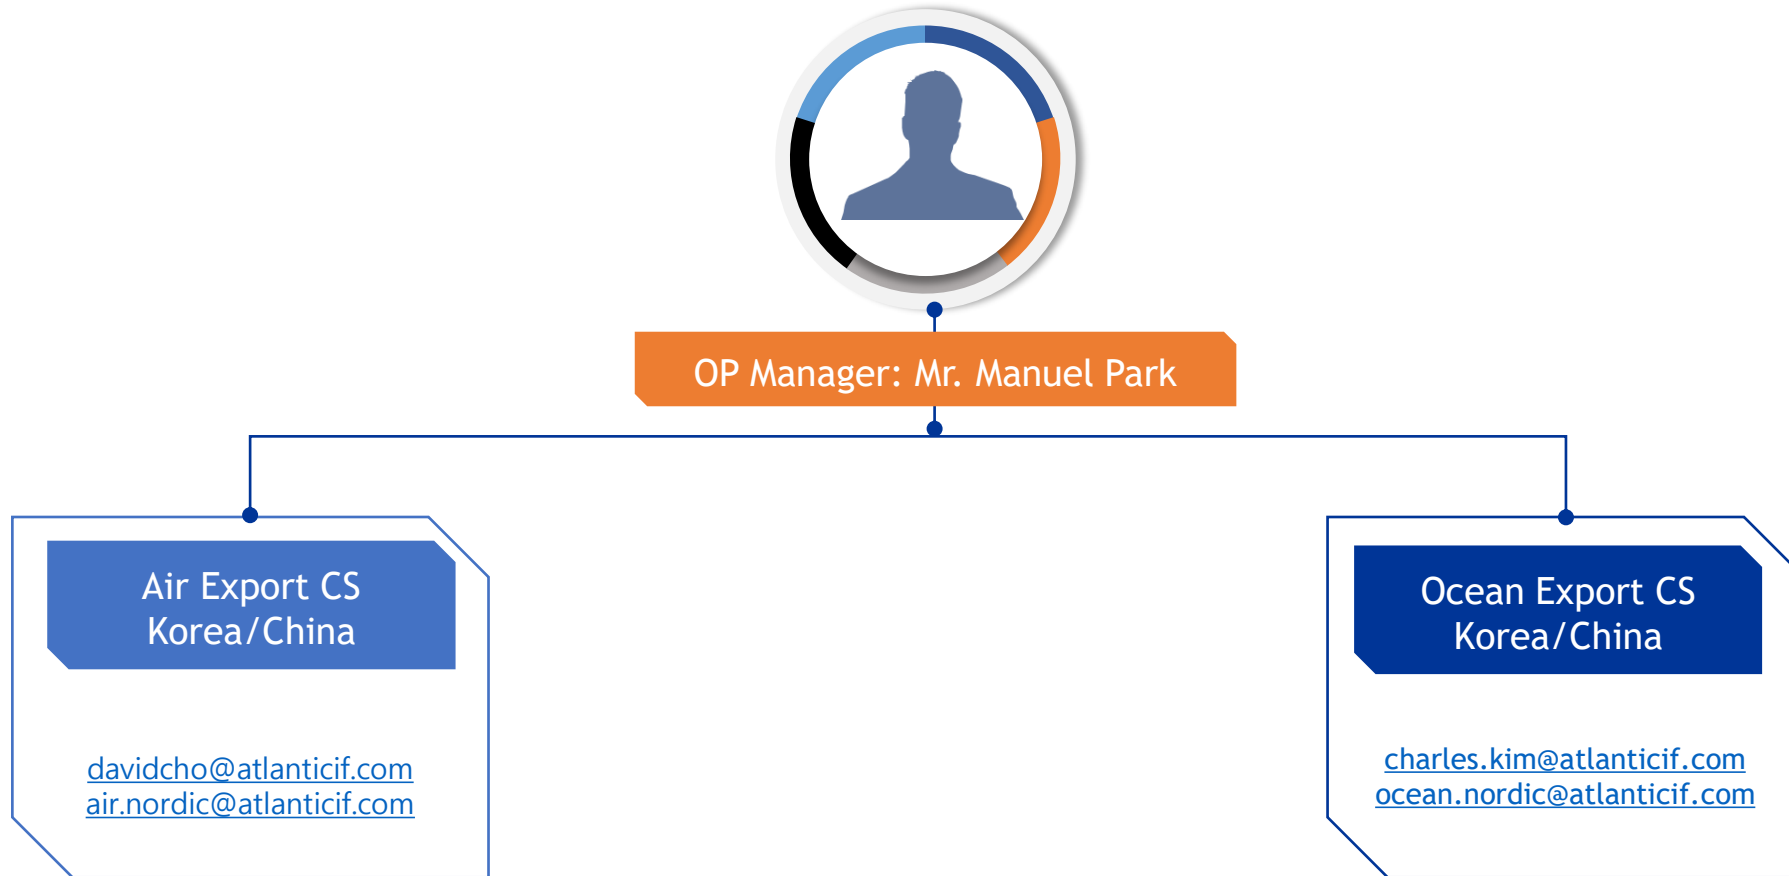 OP Manager: Mr. Manuel Park
Air Export CS
Korea/China
davidcho@atlanticif.com
air.nordic@atlanticif.com
Ocean Export CS
Korea/China
charles.kim@atlanticif.com
ocean.nordic@atlanticif.com